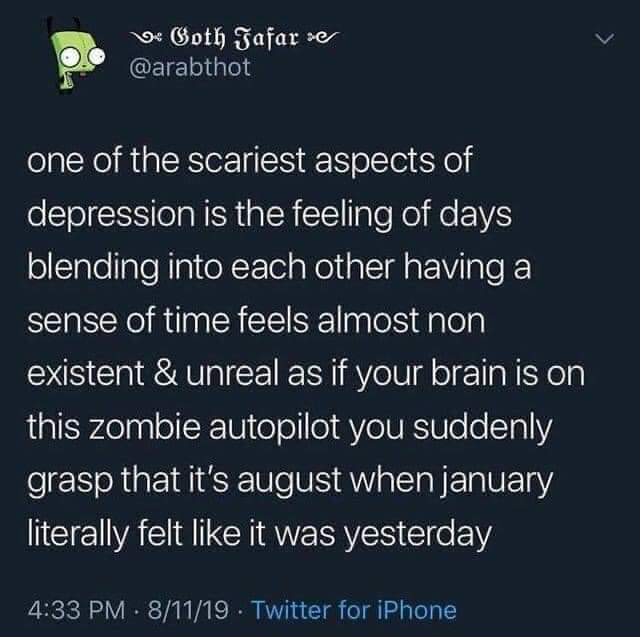 Goth Jafar
@arabthot
one of the scariest aspects of
depression is the feeling of days
blending into each other having a
sense of time feels almost non
existent & unreal as if your brain is on
this zombie autopilot you suddenly
grasp that it's august when january
literally felt like it was yesterday
4:33 PM · 8/11/19 · Twitter for iPhone